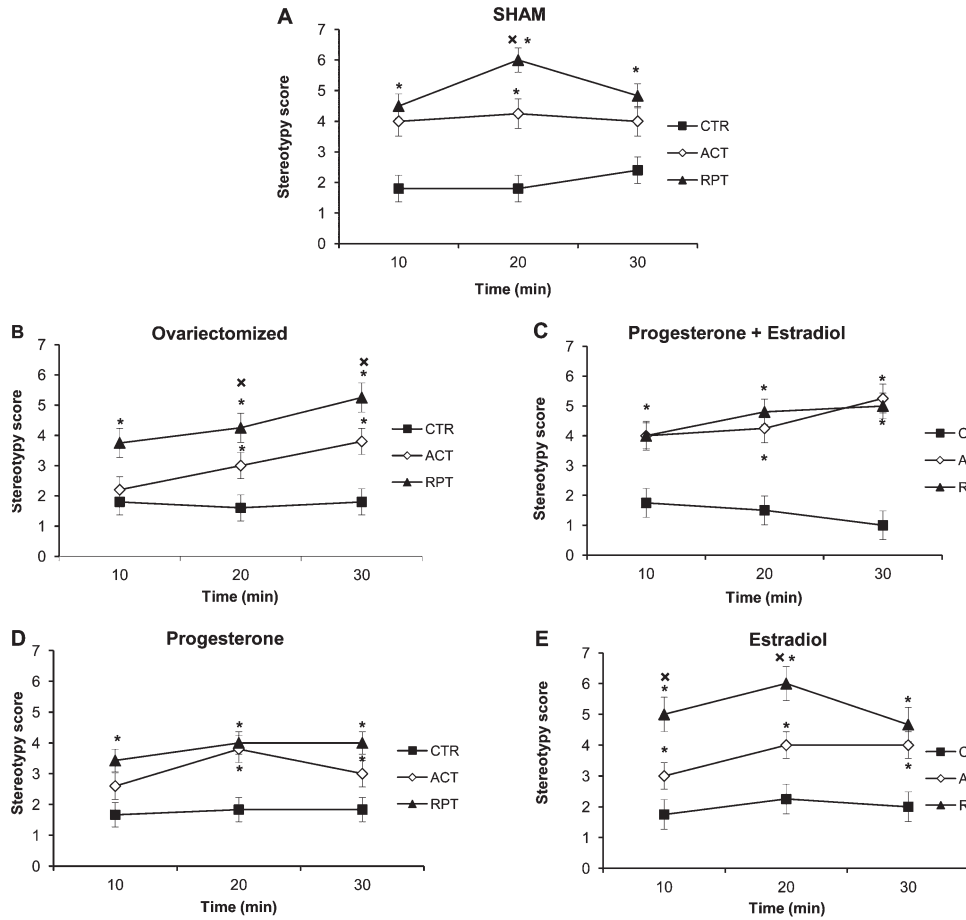 A
SHAM
Stereotypy score
7
6
5
4
3
2
1
0
× *
*
*
*
*
10 20 30
Time (min)
CTR
ACT
RPT
B
Ovariectomized
Stereotypy score
7
6
5
4
3
2
1
0
×
×
*
*
*
*
*
10 20 30
Time (min)
CTR
ACT
RPT
C
Progesterone + Estradiol
Stereotypy score
7
6
5
4
3
2
1
0
*
*
*
*
*
10 20 30
Time (min)
C
A
R
D
Progesterone
Stereotypy score
7
6
5
4
3
2
1
0
*
*
*
*
*
10 20 30
Time (min)
CTR
ACT
RPT
E
Estradiol
Stereotypy score
7
6
5
4
3
2
1
0
× *
×
*
*
*
*
*
10 20 30
Time (min)
C
A
R